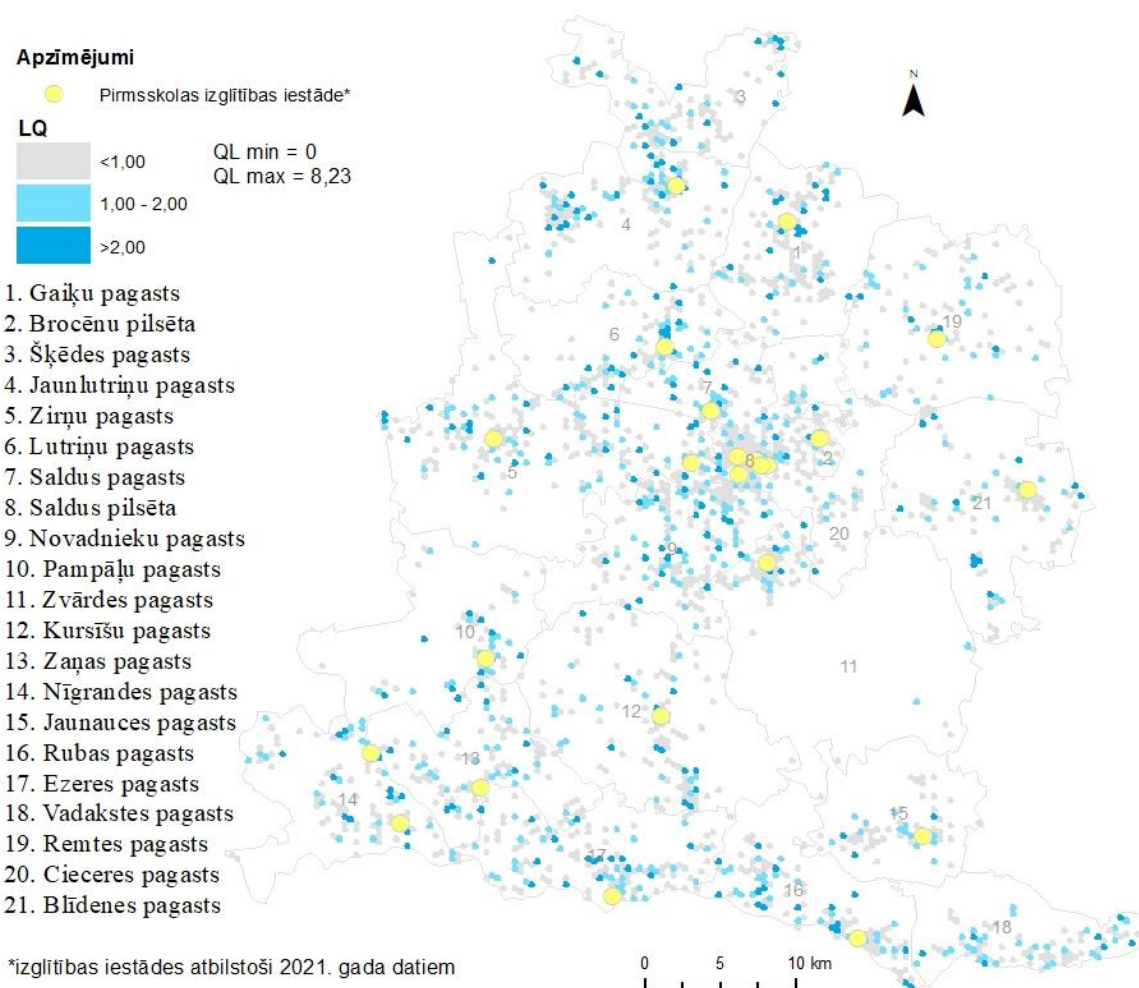 Apzīmējumi
Pirmsskolas izglītības iestāde*
LQ
<1,00
1,00 - 2,00
>2,00
QL min = 0
QL max = 8,23
1. Gaiķu pagasts
2. Brocēnu pilsēta
3. Šķēdes pagasts
4. Jaunlutriņu pagasts
5. Zirņu pagasts
6. Lutriņu pagasts
7. Saldus pagasts
8. Saldus pilsēta
9. Novadnieku pagasts
10. Pampāļu pagasts
11. Zvārdes pagasts
12. Kursīšu pagasts
13. Zaņas pagasts
14. Nīgrandes pagasts
15. Jaunauces pagasts
16. Rubas pagasts
17. Ezeres pagasts
18. Vadakstes pagasts
19. Remtes pagasts
20. Cieceres pagasts
21. Blīdenes pagasts
*izglītības iestādes atbilstoši 2021. gada datiem
N
3
4
1
19
6
7
8
2
5
21
20
9
10
11
12
13
14
15
17
16
18
0 5 10 km